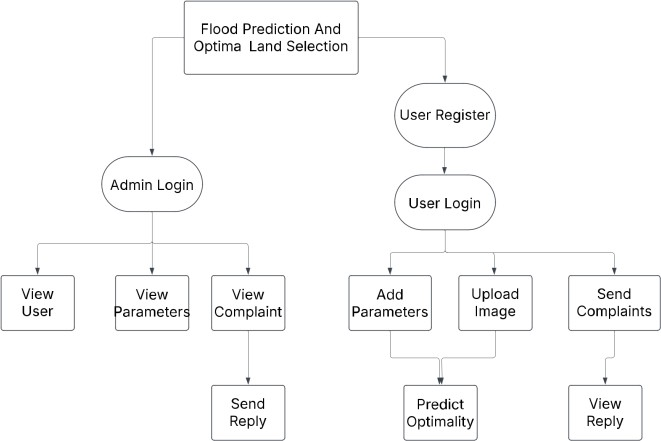 Flood Prediction And
Optima Land Selection
User Register
Admin Login
User Login
View
User
View
Parameters
View
Complaint
Add
Parameters
Upload
Image
Send
Complaints
Send
Reply
Predict
Optimality
View
Reply